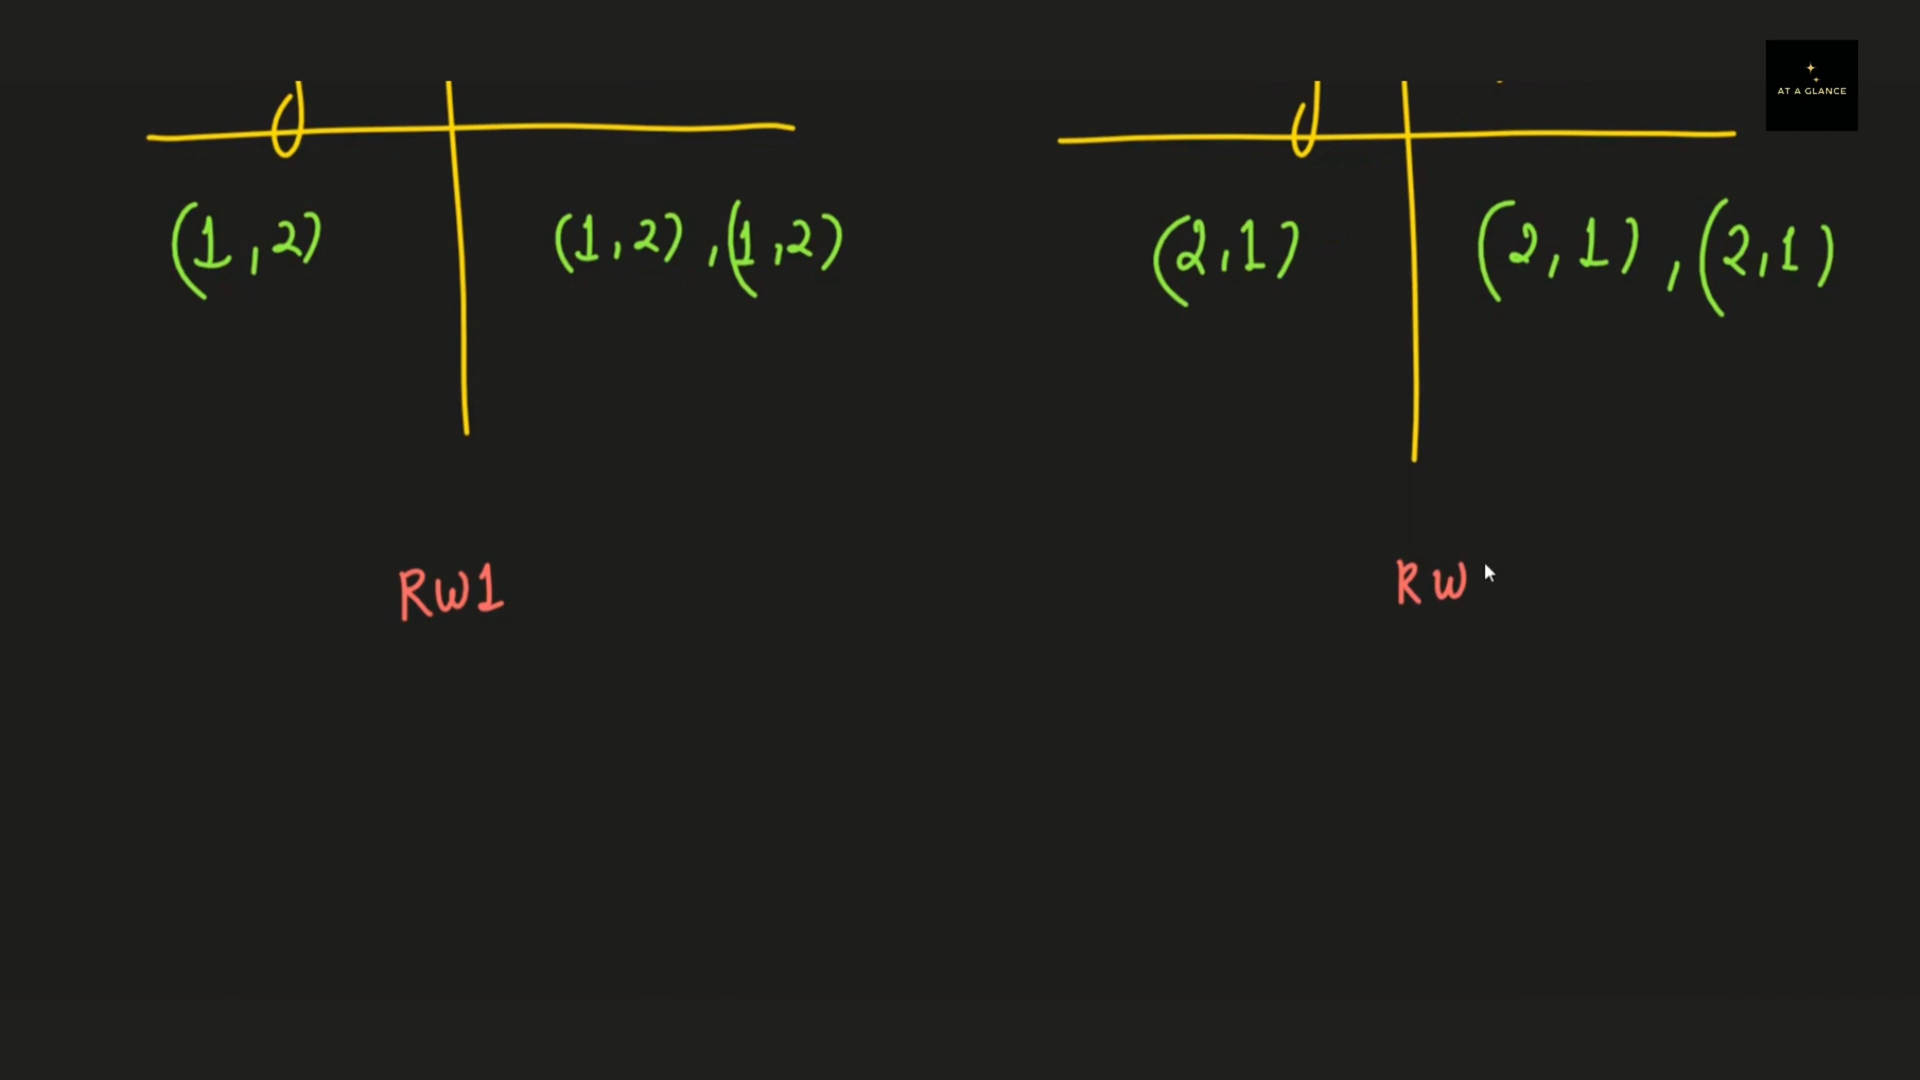 AT A GLANCE
(1,2) (1,2),(1,2)
(2,1) (2,1),(2,1)
RW1
RW